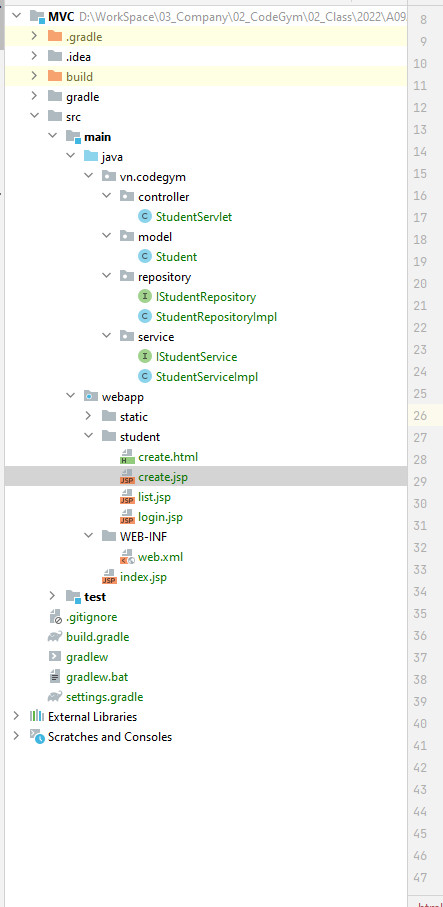 MVC D:\WorkSpace\03_Company\02_CodeGym\02_Class\2022\A09
.gradle
.idea
build
gradle
src
main
java
vn.codegym
controller
StudentServlet
model
Student
repository
IStudentRepository
StudentRepositoryImpl
service
IStudentService
StudentServiceImpl
webapp
static
student
create.html
create.jsp
list.jsp
login.jsp
WEB-INF
web.xml
index.jsp
test
.gitignore
build.gradle
gradlew
gradlew.bat
settings.gradle
External Libraries
Scratches and Consoles
8
9
10
11
12
13
14
15
16
17
18
19
20
21
22
23
24
25
26
27
28
29
30
31
32
33
34
35
36
37
38
39
40
41
42
43
44
45
46
47